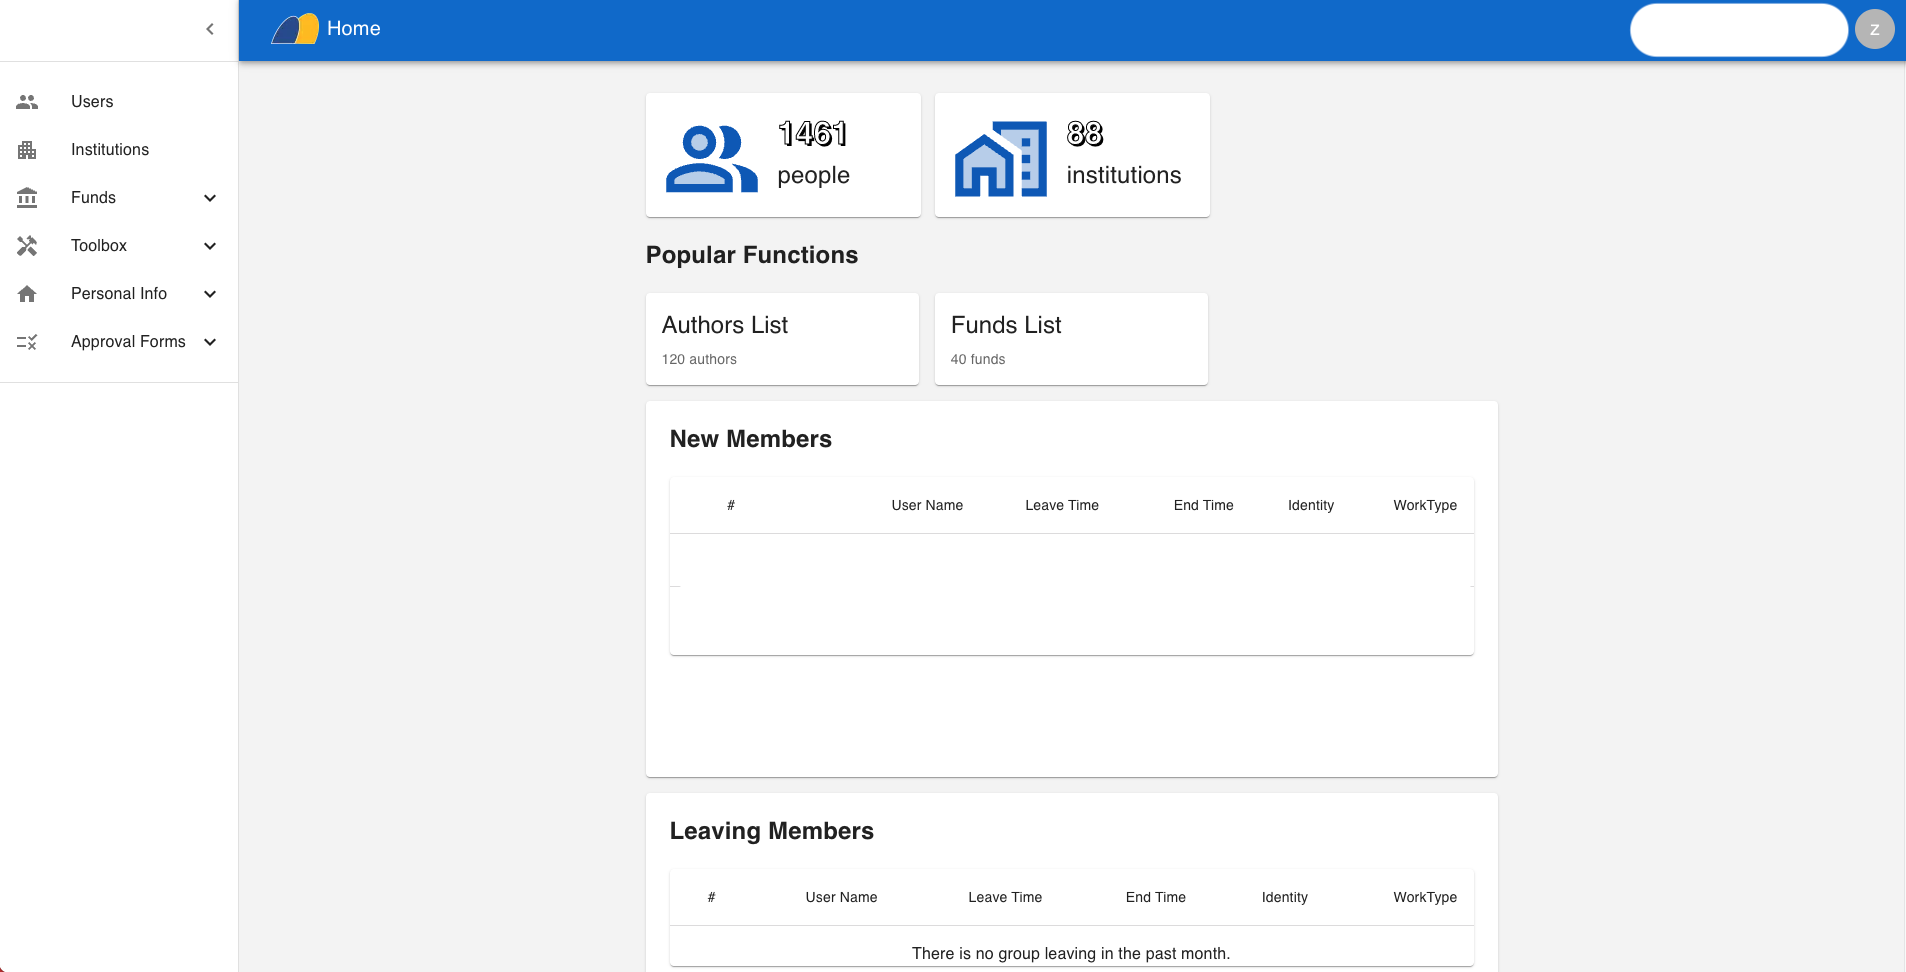 Home
Z
Users
Institutions
Funds
Toolbox
Personal Info
Approval Forms
1461
people
88
institutions
Popular Functions
Authors List
120 authors
Funds List
40 funds
New Members
# User Name Leave Time End Time Identity WorkType
Leaving Members
# User Name Leave Time End Time Identity WorkType
There is no group leaving in the past month.